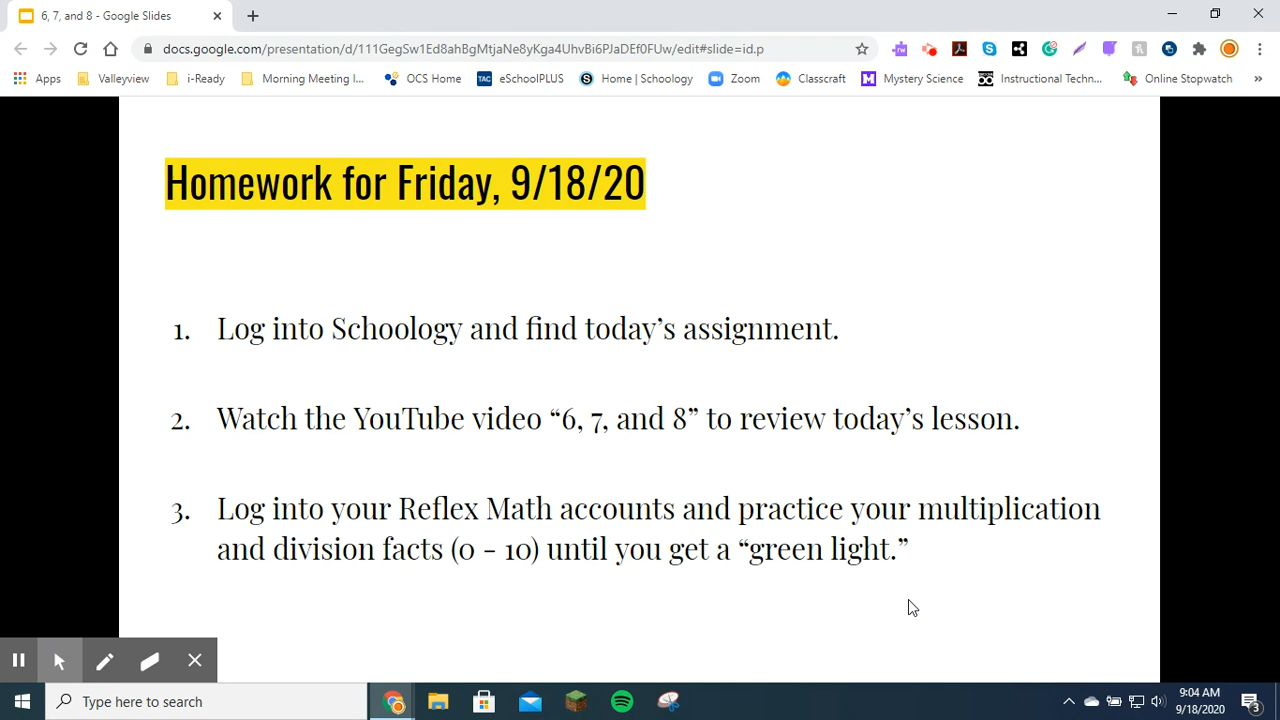 6, 7, and 8 - Google Slides
docs.google.com/presentation/d/111GegSw1Ed8ahBgMtjaNe8yKga4UhvBi6PJaDEf0FUw/edit#slide=id.p
Apps Valleyview i-Ready Morning Meeting I... OCS Home TAC eSchoolPLUS S Home | Schoology Zoom Classcraft M Mystery Science Instructional Techn... Online Stopwatch »
Homework for Friday, 9/18/20
1. Log into Schoology and find today’s assignment.
2. Watch the YouTube video “6, 7, and 8” to review today’s lesson.
3. Log into your Reflex Math accounts and practice your multiplication
and division facts (0 - 10) until you get a “green light.”
Type here to search
9:04 AM
9/18/2020
3